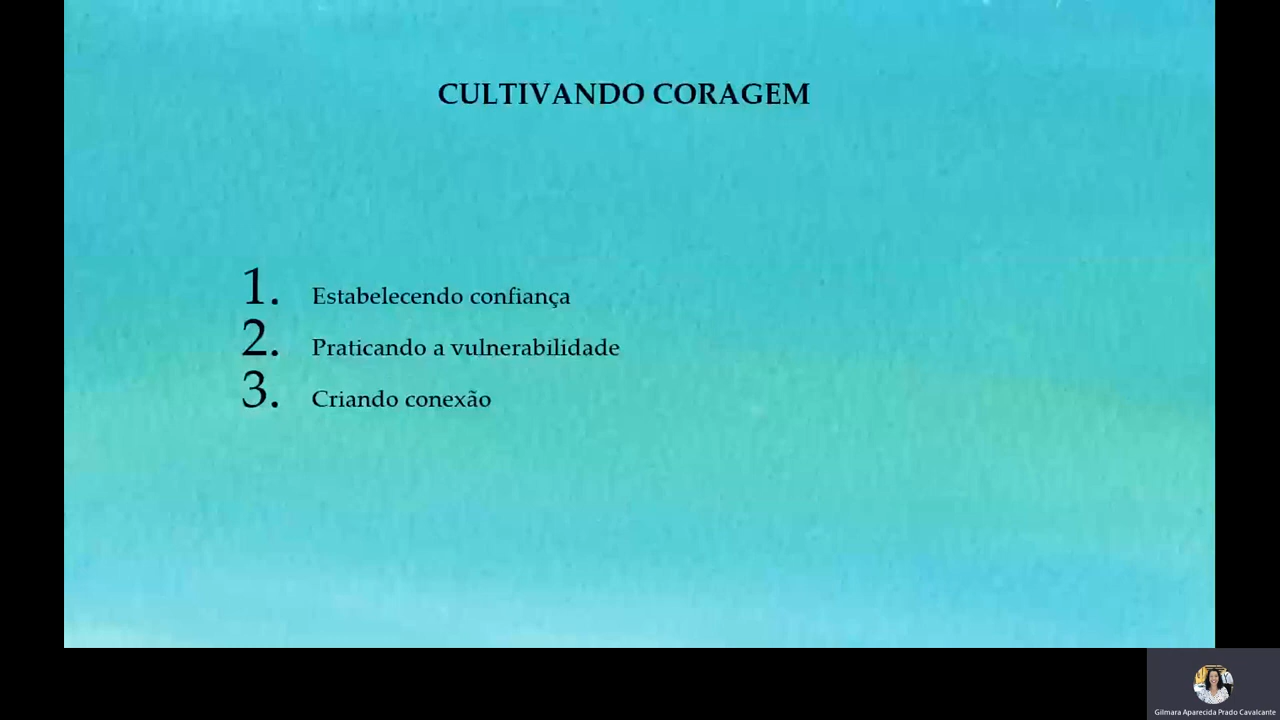 CULTIVANDO CORAGEM
1. Estabelecendo confiança
2. Praticando a vulnerabilidade
3. Criando conexão
Gilmara Aparecida Prado Cavalcante